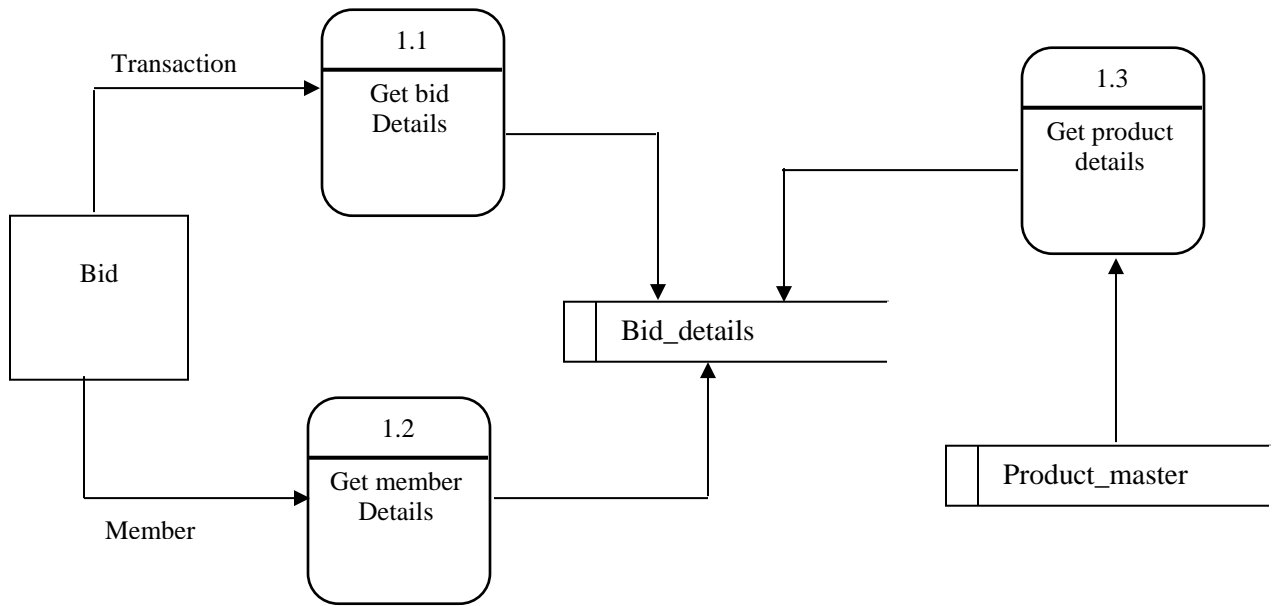 1.1
Transaction
Get bid
Details
1.3
Get product
details
Bid
Bid_details
1.2
Get member
Details
Member
Product_master